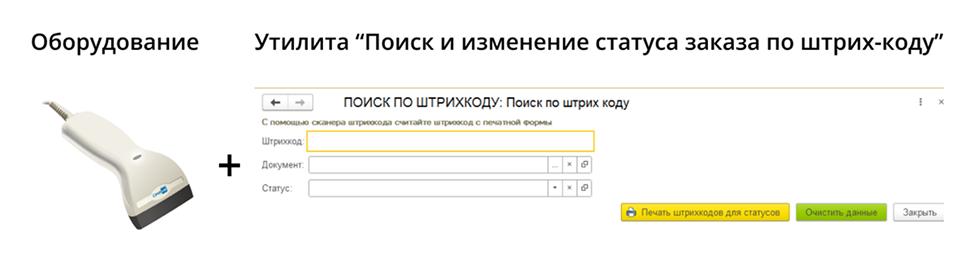 Оборудование
Утилита “Поиск и изменение статуса заказа по штрих-коду”
ПОИСК ПО ШТРИХКОДУ: Поиск по штрих коду
С помощью сканера штрихкода считайте штрихкод с печатной формы
Штрихкод:
+
Документ:
Статус:
Печать штрихкодов для статусов Очистить данные Закрыть